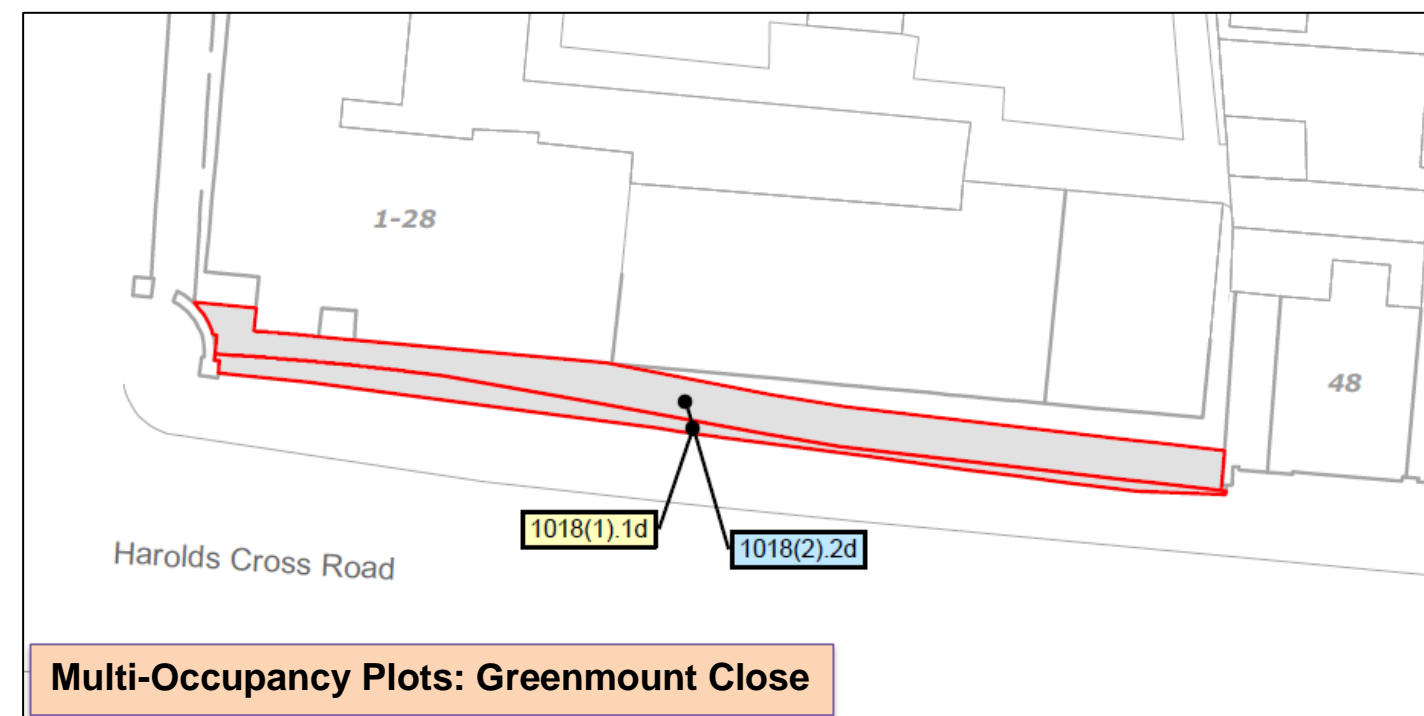 1-28
48
1018(1).1d
1018(2).2d
Harolds Cross Road
Multi-Occupancy Plots: Greenmount Close